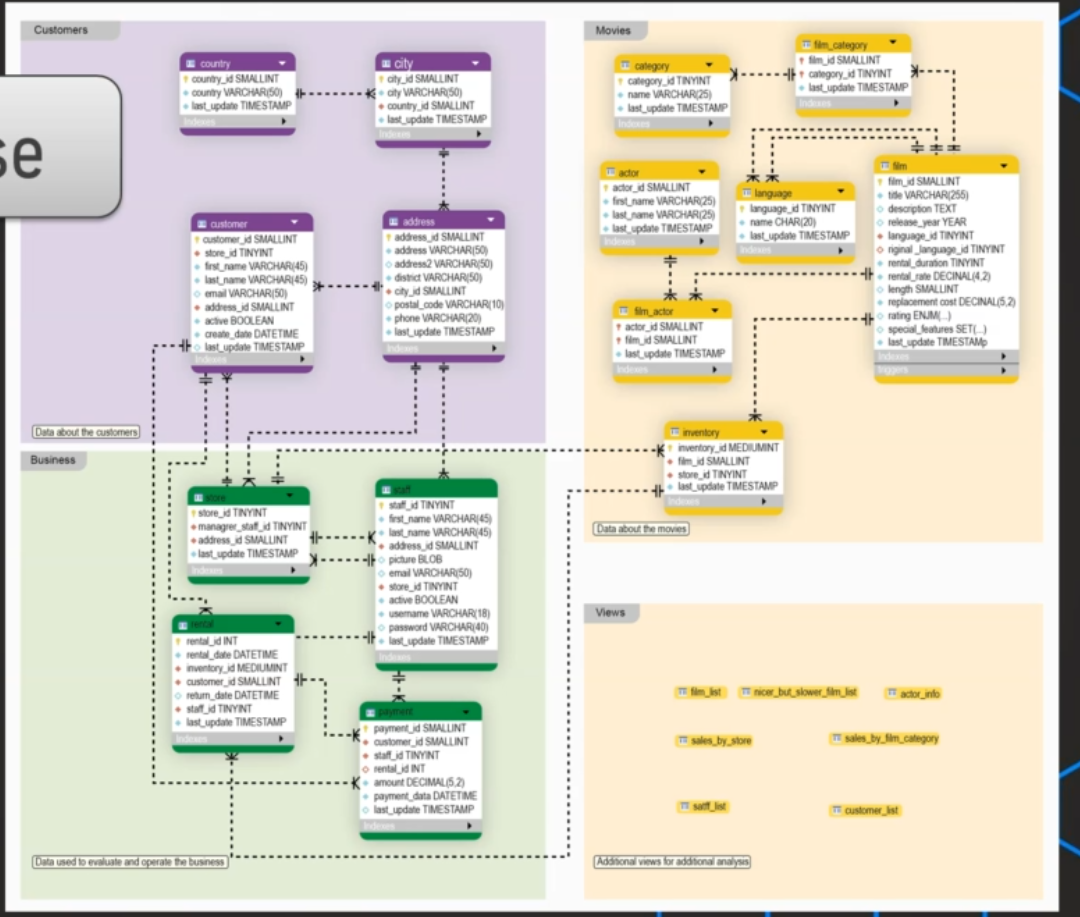 se
Customers
country
country_id SMALLINT
country VARCHAR(50)
last_update TIMESTAMP
Indexes
city
city_id SMALLINT
city VARCHAR(50)
country_id SMALLINT
last_update TIMESTAMP
Indexes
customer
customer_id SMALLINT
store_id TINYINT
first_name VARCHAR(45)
last_name VARCHAR(45)
email VARCHAR(50)
address_id SMALLINT
active BOOLEAN
create_date DATETIME
last_update TIMESTAMP
Indexes
address
address_id SMALLINT
address VARCHAR(50)
address2 VARCHAR(50)
district VARCHAR(50)
city_id SMALLINT
postal_code VARCHAR(10)
phone VARCHAR(20)
last_update TIMESTAMP
Indexes
Data about the customers
Business
store
store_id TINYINT
managrer_staff_id TINYINT
address_id SMALLINT
last_update TIMESTAMP
Indexes
staff
staff_id TINYINT
first_name VARCHAR(45)
last_name VARCHAR(45)
address_id SMALLINT
picture BLOB
email VARCHAR(50)
store_id TINYINT
active BOOLEAN
username VARCHAR(18)
password VARCHAR(40)
last_update TIMESTAMP
Indexes
rental
rental_id INT
rental_date DATETIME
inventory_id MEDIUMINT
customer_id SMALLINT
return_date DATETIME
staff_id TINYINT
last_update TIMESTAMP
Indexes
payment
payment_id SMALLINT
customer_id SMALLINT
staff_id TINYINT
rental_id INT
amount DECIMAL(5,2)
payment_data DATETIME
last_update TIMESTAMP
Indexes
Data used to evaluate and operate the business
Movies
category
category_id TINYINT
name VARCHAR(25)
last_update TIMESTAMP
Indexes
film_category
film_id SMALLINT
category_id TINYINT
last_update TIMESTAMP
Indexes
actor
actor_id SMALLINT
first_name VARCHAR(25)
last_name VARCHAR(25)
last_update TIMESTAMP
Indexes
language
language_id TINYINT
name CHAR(20)
last_update TIMESTAMP
Indexes
film
film_id SMALLINT
title VARCHAR(255)
description TEXT
release_year YEAR
language_id TINYINT
riginal_language_id TINYINT
rental_duration TINYINT
rental_rate DECINAL(4,2)
length SMALLINT
replacement cost DECINAL(5,2)
rating ENUM(...)
special_features SET(...)
last_update TIMESTAMp
Indexes
triggers
film_actor
actor_id SMALLINT
film_id SMALLINT
last_update TIMESTAMP
Indexes
inventory
inventory_id MEDIUMINT
film_id SMALLINT
store_id TINYINT
last_update TIMESTAMP
Indexes
Data about the movies
Views
film_list
nicer_but_slower_film_list
actor_info
sales_by_store
sales_by_film_category
satff_list
customer_list
Additional views for additional analysis